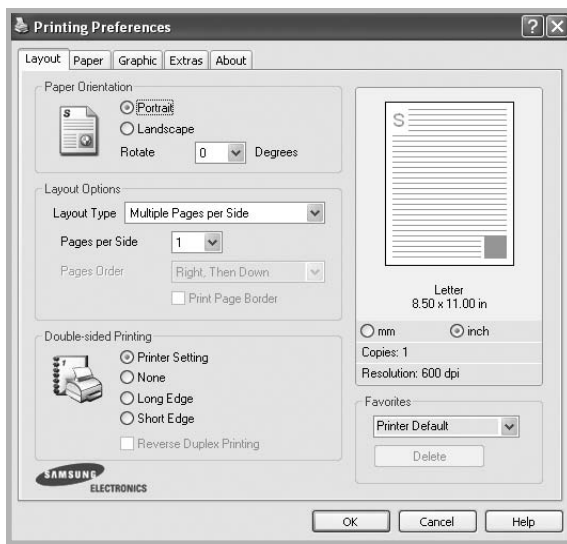 Printing Preferences
Layout Paper Graphic Extras About
Paper Orientation
S
Portrait
Landscape
Rotate 0 Degrees
Layout Options
Layout Type Multiple Pages per Side
Pages per Side 1
Pages Order Right, Then Down
Print Page Border
Double-sided Printing
Printer Setting
None
Long Edge
Short Edge
Reverse Duplex Printing
SAMSUNG
ELECTRONICS
S
Letter
8.50 x 11.00 in
mm inch
Copies: 1
Resolution: 600 dpi
Favorites
Printer Default
Delete
OK Cancel Help